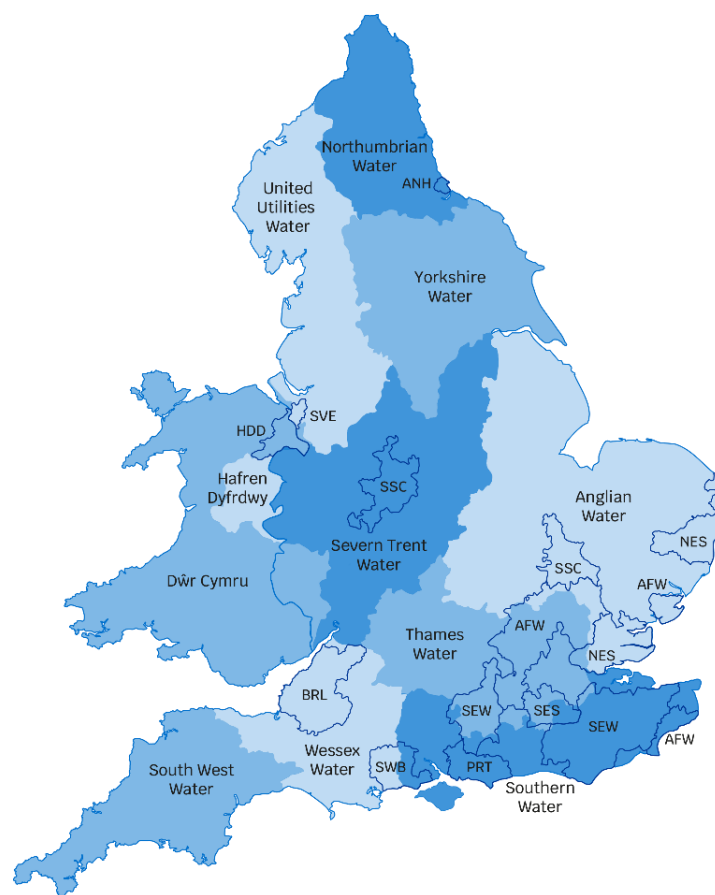 Northumbrian
Water
ANH
United
Utilities
Water
Yorkshire
Water
SVE
HDD
Hafren
Dyfrdwy
SSC
Severn Trent
Water
Anglian
Water
NES
SSC
AFW
Dŵr Cymru
Thames
Water
AFW
NES
BRL
SEW
SES
SEW
AFW
Wessex
Water
SWB
PRT
Southern
Water
South West
Water